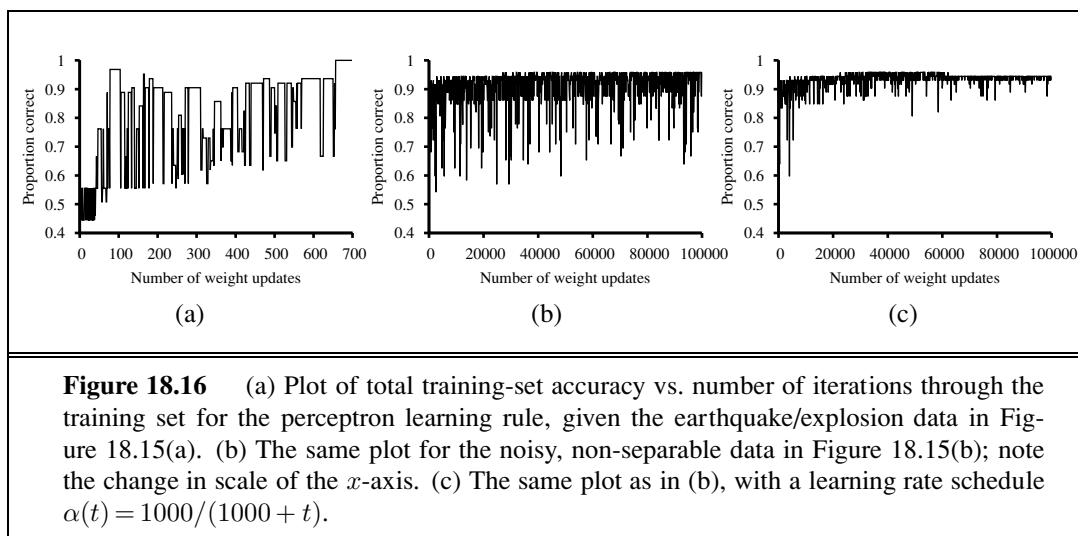 Proportion correct
1
0.9
0.8
0.7
0.6
0.5
0.4
0 100 200 300 400 500 600 700
Number of weight updates
(a)
Proportion correct
1
0.9
0.8
0.7
0.6
0.5
0.4
0 20000 40000 60000 80000 100000
Number of weight updates
(b)
Proportion correct
1
0.9
0.8
0.7
0.6
0.5
0.4
0 20000 40000 60000 80000 100000
Number of weight updates
(c)
Figure 18.16 (a) Plot of total training-set accuracy vs. number of iterations through the
training set for the perceptron learning rule, given the earthquake/explosion data in Fig-
ure 18.15(a). (b) The same plot for the noisy, non-separable data in Figure 18.15(b); note
the change in scale of the x-axis. (c) The same plot as in (b), with a learning rate schedule
α(t) = 1000/(1000 + t).